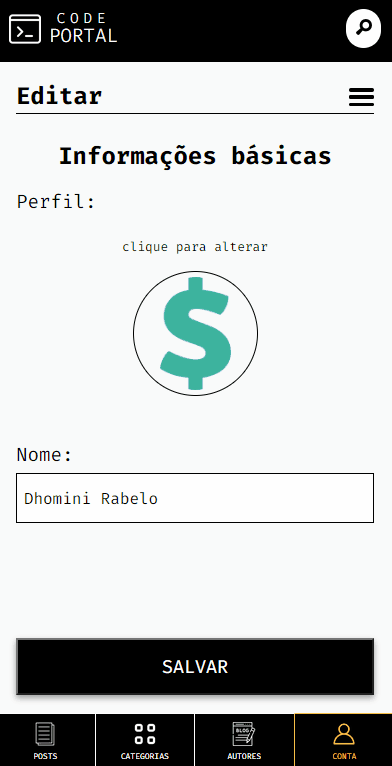 CODE
PORTAL
Editar
Informações básicas
Perfil:
clique para alterar
$
Nome:
Dhomini Rabelo
SALVAR
BLOG
POSTS
CATEGORIAS
AUTORES
CONTA